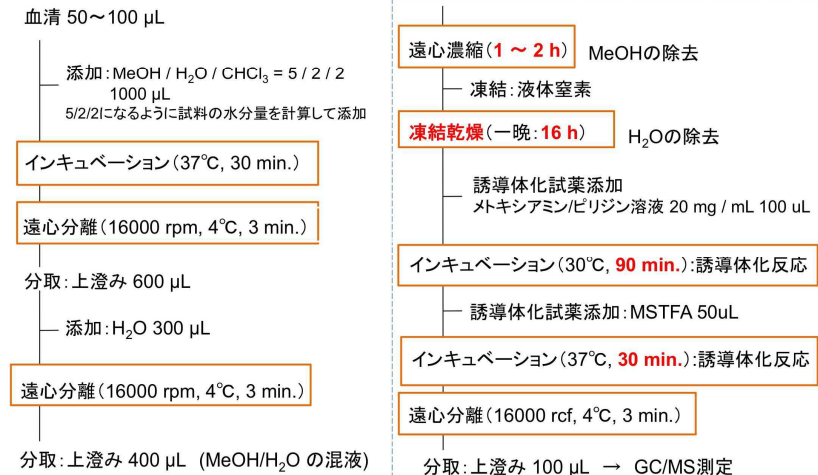 血清 50～100 μL
添加：MeOH / H₂O / CHCl₃ = 5 / 2 / 2
1000 μL
5/2/2になるように試料の水分量を計算して添加
インキュベーション（37℃, 30 min.）
遠心分離（16000 rpm, 4℃, 3 min.）
分取：上澄み 600 μL
添加：H₂O 300 μL
遠心分離（16000 rpm, 4℃, 3 min.）
分取：上澄み 400 μL (MeOH/H₂O の混液)
遠心濃縮（1 ～ 2 h）
MeOHの除去
凍結：液体窒素
凍結乾燥（一晩：16 h）
H₂Oの除去
誘導体化試薬添加
メトキシアミン/ピリジン溶液 20 mg / mL 100 uL
インキュベーション（30℃, 90 min.）：誘導体化反応
誘導体化試薬添加：MSTFA 50uL
インキュベーション（37℃, 30 min.）：誘導体化反応
遠心分離（16000 rcf, 4℃, 3 min.）
分取：上澄み 100 μL → GC/MS測定